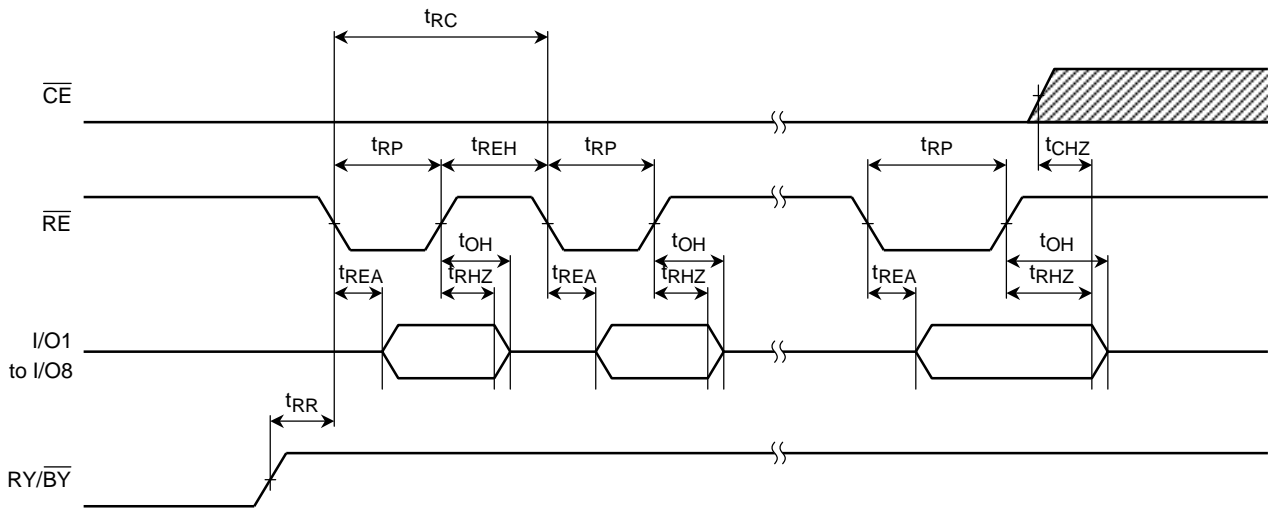 tRC
CE
tRP tREH tRP tRP tCHZ
RE
tOH tOH tOH
tREA tRHZ tREA tRHZ tREA tRHZ
I/O1
to I/O8
tRR
RY/BY